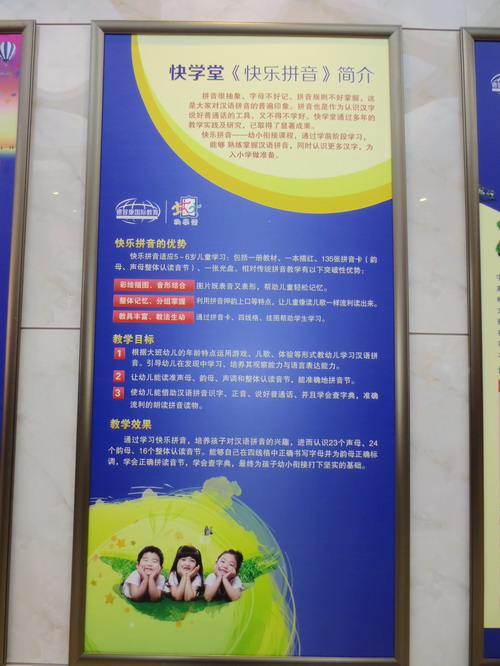 快学堂《快乐拼音》简介
拼音很抽象、字母不好记、拼音规则不好掌握，这
是大家对汉语拼音的普遍印象。拼音也是作为认识汉字
说好普通话的工具，又不得不学好。快学堂通过多年的
教学实践及研究，已取得了显著成果。
快乐拼音——幼小衔接课程，通过学前阶段学习，
能够 熟练掌握汉语拼音，同时认识更多汉字，为
入小学做准备。
德智康国际教育
快学堂
快乐拼音的优势
快乐拼音适应5－6岁儿童学习：包括一册教材、一本描红、135张拼音卡（韵
母、声母整体认读音节）、一张光盘。相对传统拼音教学有以下突破性优势：
彩绘插图、音形结合 图片既表音又表形，帮助儿童轻松记忆。
整体记忆、分组掌握 利用拼音押韵上口等特点，让儿童像读儿歌一样流利读出来。
教具丰富、教法生动 通过拼音卡、四线格、挂图帮助学生学习。
教学目标
1 根据大班幼儿的年龄特点运用游戏、儿歌、体验等形式教幼儿学习汉语拼
音。引导幼儿在发现中学习、培养其观察能力与语言表达能力。
2 让幼儿能读准声母、韵母、声调和整体认读音节，能准确地拼音节。
3 使幼儿能借助汉语拼音识字、正音、说好普通话、并且学会查字典，准确
流利的朗读拼音读物。
教学效果
通过学习快乐拼音，培养孩子对汉语拼音的兴趣，进而认识23个声母、24
个韵母、16个整体认读音节。能够自己在四线格中正确书写字母并为韵母正确标
调，学会正确拼读音节，学会查字典，最终为孩子幼小衔接打下坚实的基础。